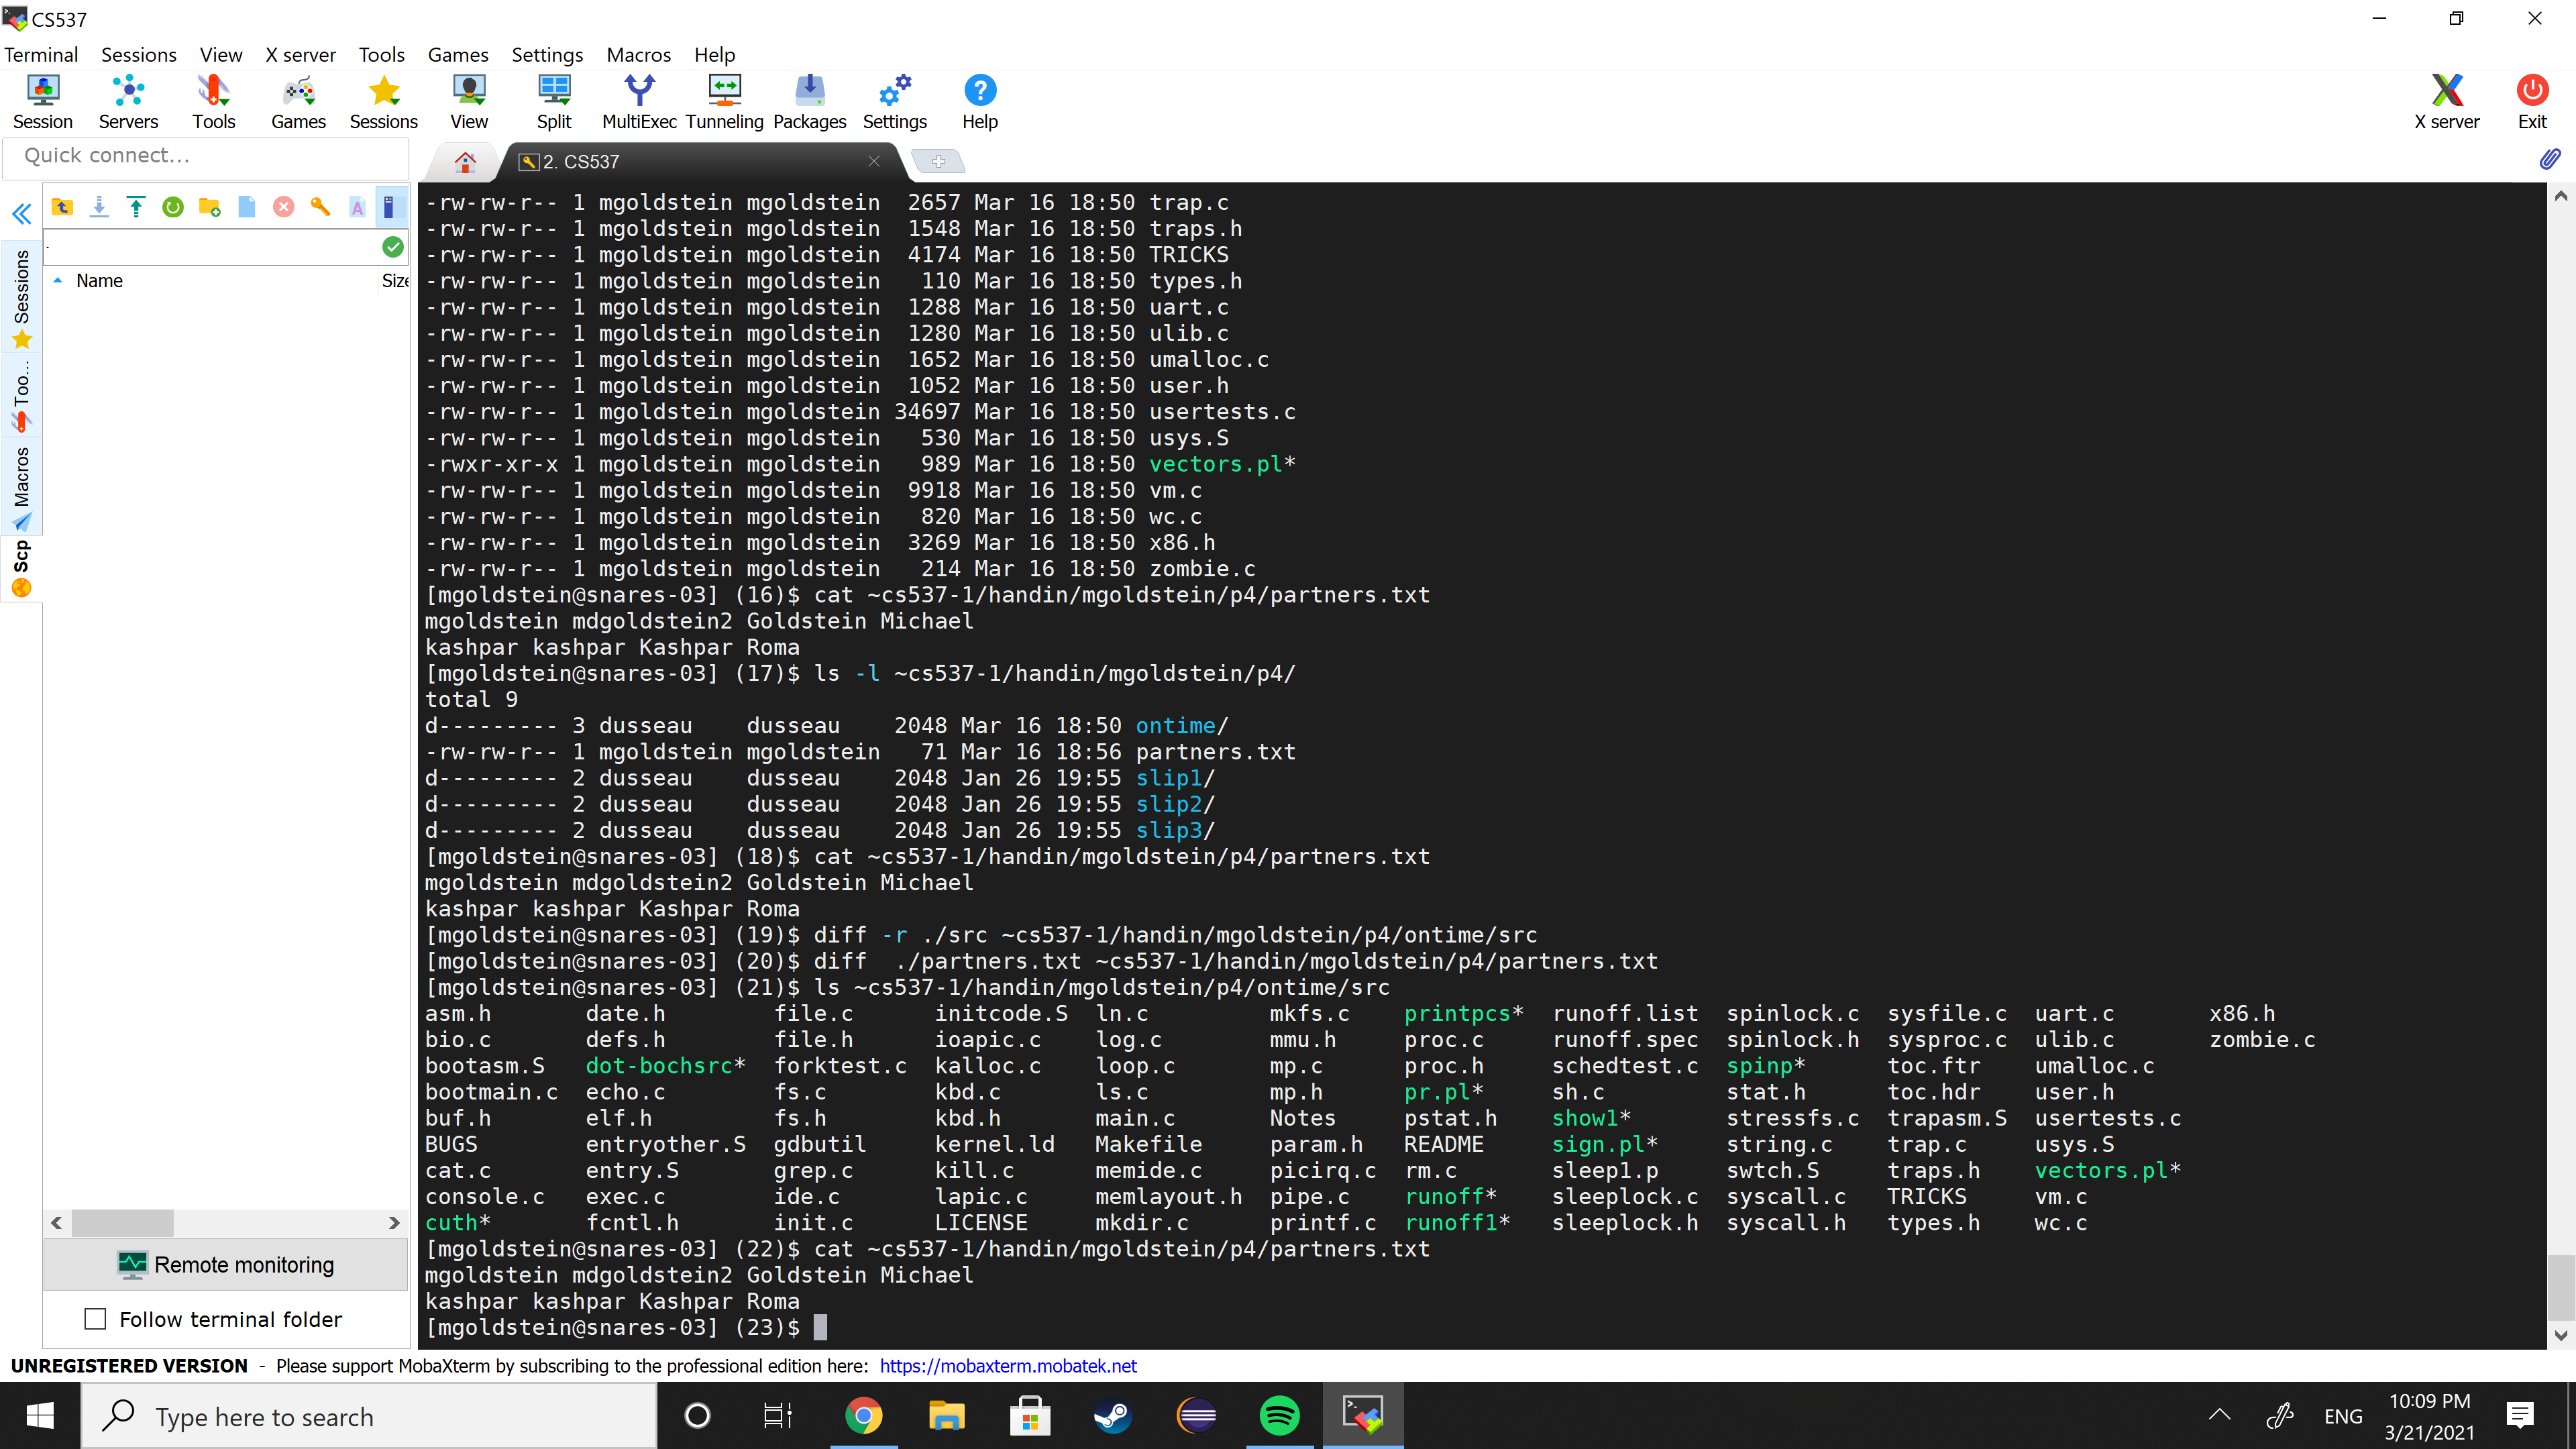 CS537
Terminal Sessions View X server Tools Games Settings Macros Help
Session Servers Tools Games Sessions View Split MultiExec Tunneling Packages Settings Help X server Exit
Quick connect...
2. CS537
.
Name Size
Sessions
Too...
Macros
Scp
-rw-rw-r-- 1 mgoldstein mgoldstein  2657 Mar 16 18:50 trap.c
-rw-rw-r-- 1 mgoldstein mgoldstein  1548 Mar 16 18:50 traps.h
-rw-rw-r-- 1 mgoldstein mgoldstein  4174 Mar 16 18:50 TRICKS
-rw-rw-r-- 1 mgoldstein mgoldstein   110 Mar 16 18:50 types.h
-rw-rw-r-- 1 mgoldstein mgoldstein  1288 Mar 16 18:50 uart.c
-rw-rw-r-- 1 mgoldstein mgoldstein  1280 Mar 16 18:50 ulib.c
-rw-rw-r-- 1 mgoldstein mgoldstein  1652 Mar 16 18:50 umalloc.c
-rw-rw-r-- 1 mgoldstein mgoldstein  1052 Mar 16 18:50 user.h
-rw-rw-r-- 1 mgoldstein mgoldstein 34697 Mar 16 18:50 usertests.c
-rw-rw-r-- 1 mgoldstein mgoldstein   530 Mar 16 18:50 usys.S
-rwxr-xr-x 1 mgoldstein mgoldstein   989 Mar 16 18:50 vectors.pl*
-rw-rw-r-- 1 mgoldstein mgoldstein  9918 Mar 16 18:50 vm.c
-rw-rw-r-- 1 mgoldstein mgoldstein   820 Mar 16 18:50 wc.c
-rw-rw-r-- 1 mgoldstein mgoldstein  3269 Mar 16 18:50 x86.h
-rw-rw-r-- 1 mgoldstein mgoldstein   214 Mar 16 18:50 zombie.c
[mgoldstein@snares-03] (16)$ cat ~cs537-1/handin/mgoldstein/p4/partners.txt
mgoldstein mdgoldstein2 Goldstein Michael
kashpar kashpar Kashpar Roma
[mgoldstein@snares-03] (17)$ ls -l ~cs537-1/handin/mgoldstein/p4/
total 9
d--------- 3 dusseau    dusseau    2048 Mar 16 18:50 ontime/
-rw-rw-r-- 1 mgoldstein mgoldstein   71 Mar 16 18:56 partners.txt
d--------- 2 dusseau    dusseau    2048 Jan 26 19:55 slip1/
d--------- 2 dusseau    dusseau    2048 Jan 26 19:55 slip2/
d--------- 2 dusseau    dusseau    2048 Jan 26 19:55 slip3/
[mgoldstein@snares-03] (18)$ cat ~cs537-1/handin/mgoldstein/p4/partners.txt
mgoldstein mdgoldstein2 Goldstein Michael
kashpar kashpar Kashpar Roma
[mgoldstein@snares-03] (19)$ diff -r ./src ~cs537-1/handin/mgoldstein/p4/ontime/src
[mgoldstein@snares-03] (20)$ diff  ./partners.txt ~cs537-1/handin/mgoldstein/p4/partners.txt
[mgoldstein@snares-03] (21)$ ls ~cs537-1/handin/mgoldstein/p4/ontime/src
asm.h date.h file.c initcode.S ln.c mkfs.c printpcs* runoff.list spinlock.c sysfile.c uart.c x86.h
bio.c defs.h file.h ioapic.c log.c mmu.h proc.c runoff.spec spinlock.h sysproc.c ulib.c zombie.c
bootasm.S dot-bochsrc* forktest.c kalloc.c loop.c mp.c proc.h schedtest.c spinp* toc.ftr umalloc.c
bootmain.c echo.c fs.c kbd.c ls.c mp.h pr.pl* sh.c stat.h toc.hdr user.h
buf.h elf.h fs.h kbd.h main.c Notes pstat.h show1* stressfs.c trapasm.S usertests.c
BUGS entryother.S gdbutil kernel.ld Makefile param.h README sign.pl* string.c trap.c usys.S
cat.c entry.S grep.c kill.c memide.c picirq.c rm.c sleep1.p swtch.S traps.h vectors.pl*
console.c exec.c ide.c lapic.c memlayout.h pipe.c runoff* sleeplock.c syscall.c TRICKS vm.c
cuth* fcntl.h init.c LICENSE mkdir.c printf.c runoff1* sleeplock.h syscall.h types.h wc.c
[mgoldstein@snares-03] (22)$ cat ~cs537-1/handin/mgoldstein/p4/partners.txt
mgoldstein mdgoldstein2 Goldstein Michael
kashpar kashpar Kashpar Roma
[mgoldstein@snares-03] (23)$
Remote monitoring
Follow terminal folder
UNREGISTERED VERSION - Please support MobaXterm by subscribing to the professional edition here: https://mobaxterm.mobatek.net
Type here to search
ENG
10:09 PM
3/21/2021